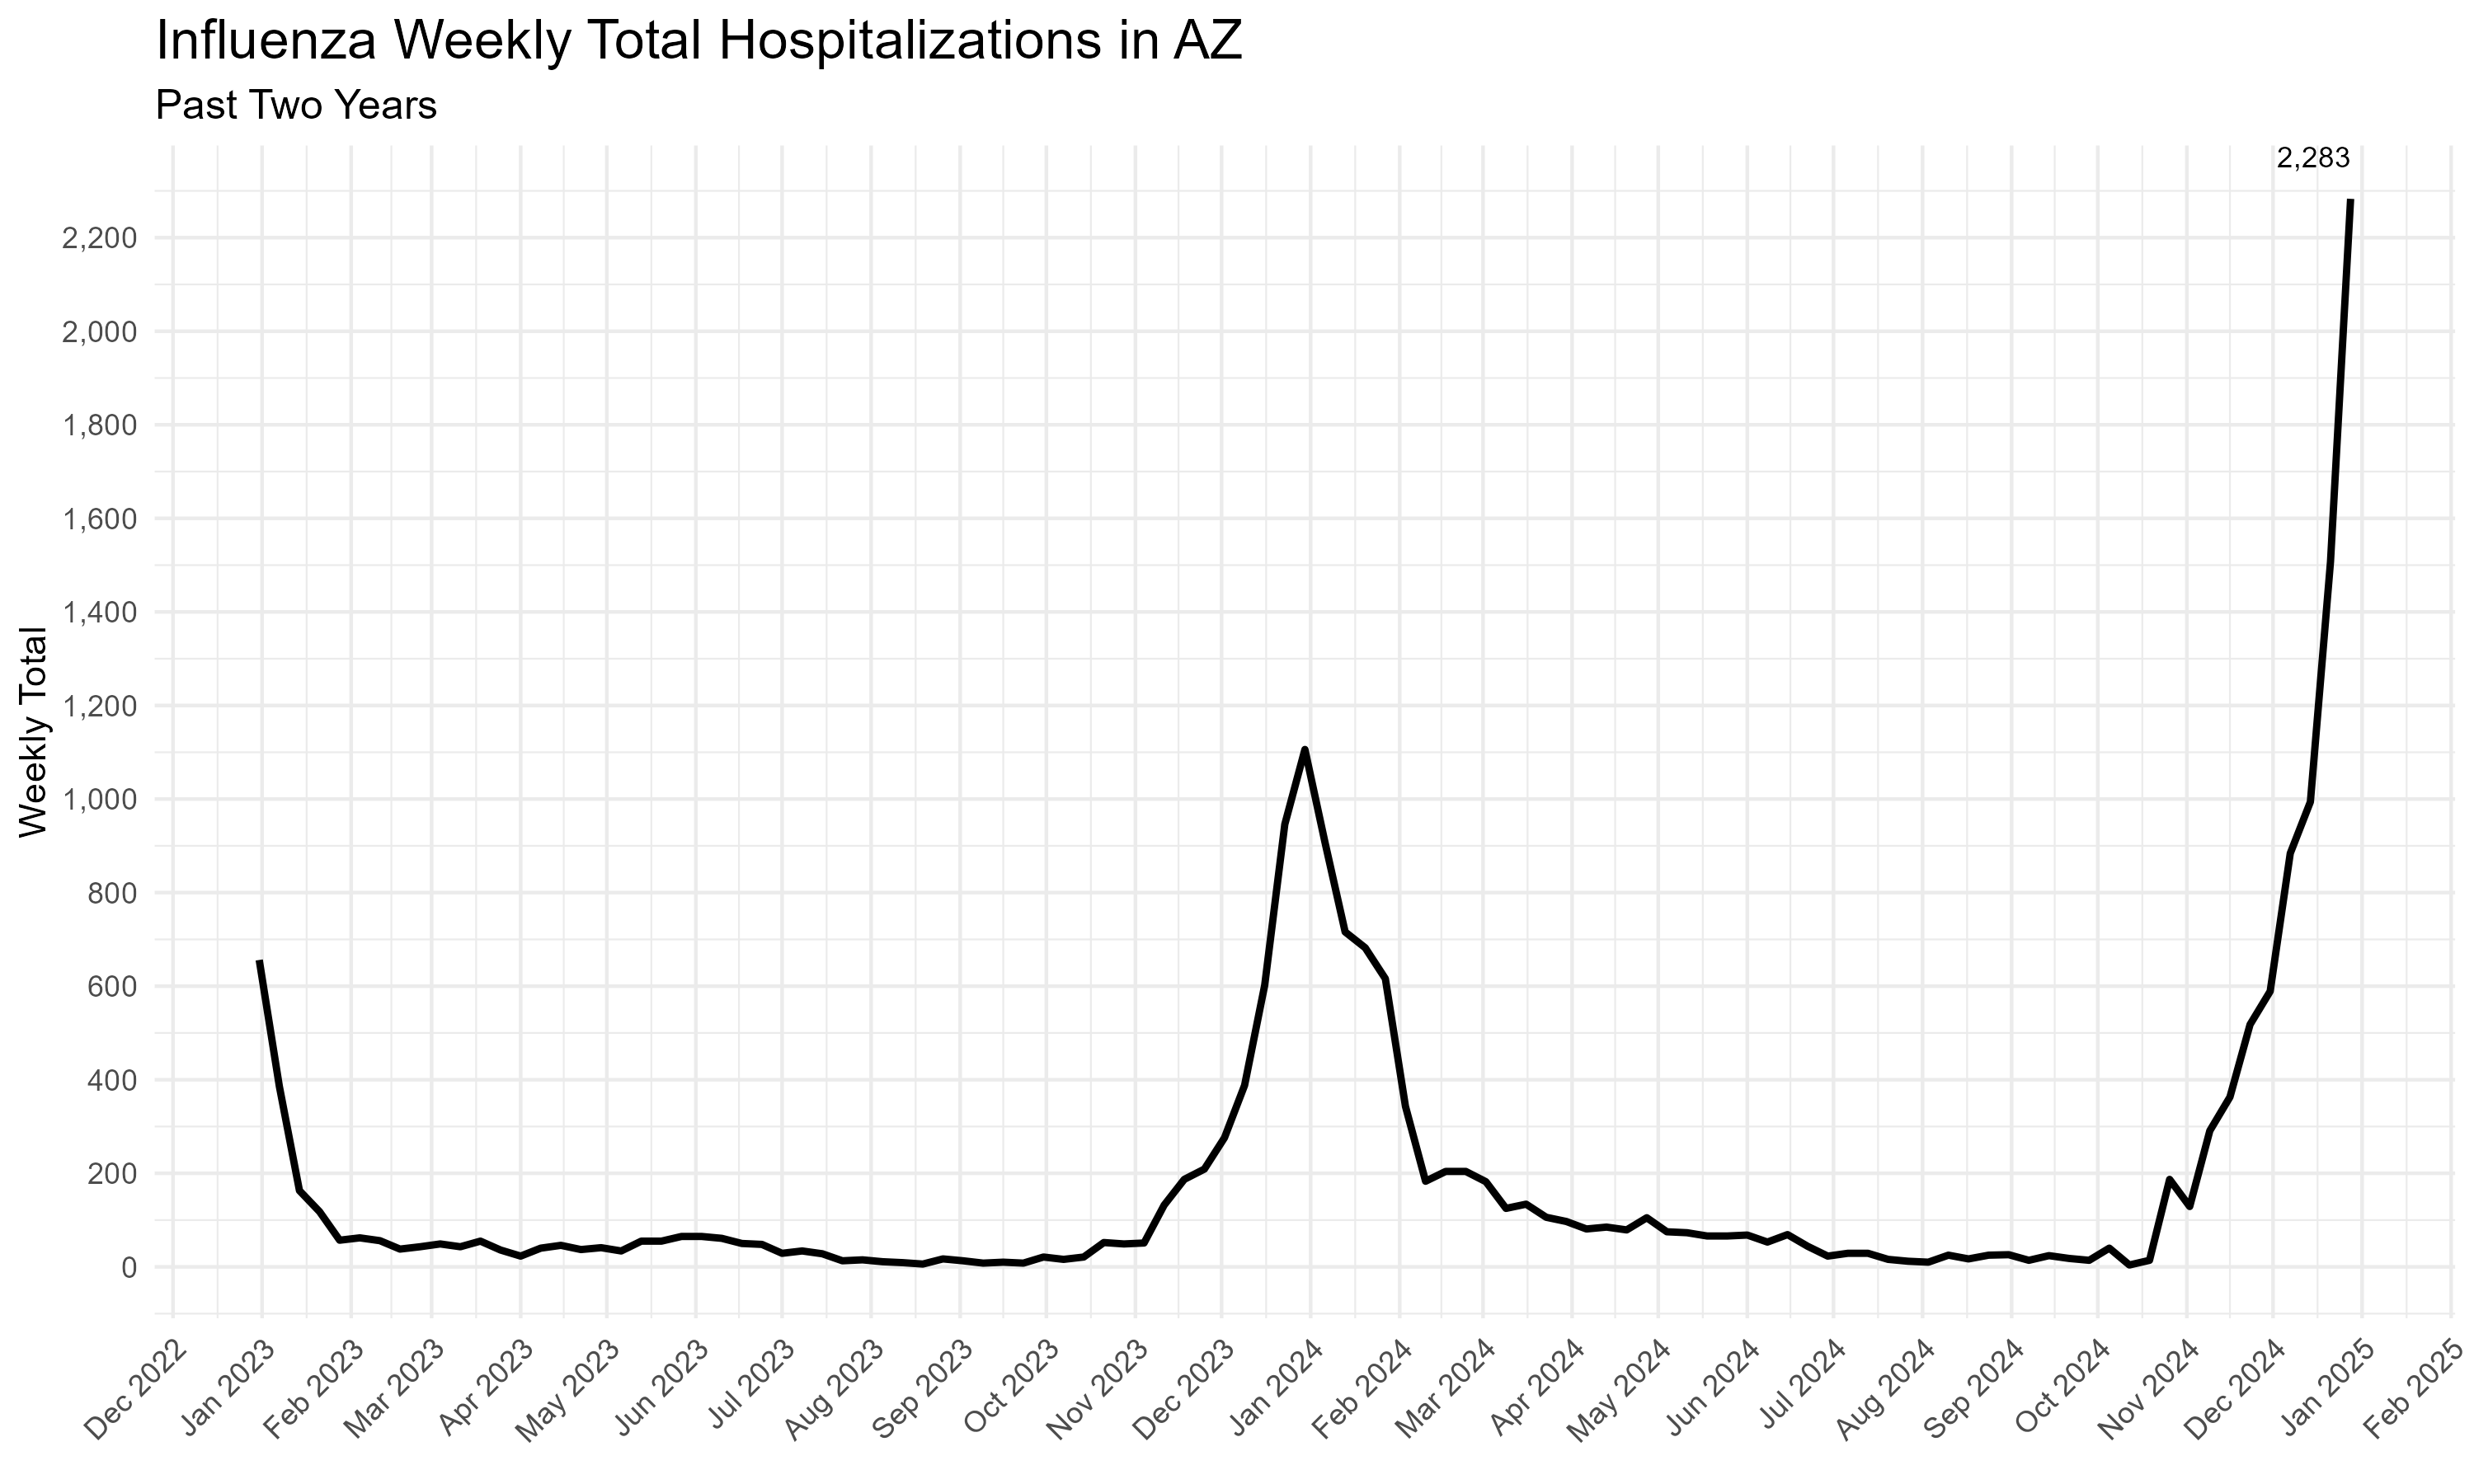 Influenza Weekly Total Hospitalizations in AZ
Past Two Years
2,283
Weekly Total
2,200
2,000
1,800
1,600
1,400
1,200
1,000
800
600
400
200
0
Dec 2022
Jan 2023
Feb 2023
Mar 2023
Apr 2023
May 2023
Jun 2023
Jul 2023
Aug 2023
Sep 2023
Oct 2023
Nov 2023
Dec 2023
Jan 2024
Feb 2024
Mar 2024
Apr 2024
May 2024
Jun 2024
Jul 2024
Aug 2024
Sep 2024
Oct 2024
Nov 2024
Dec 2024
Jan 2025
Feb 2025